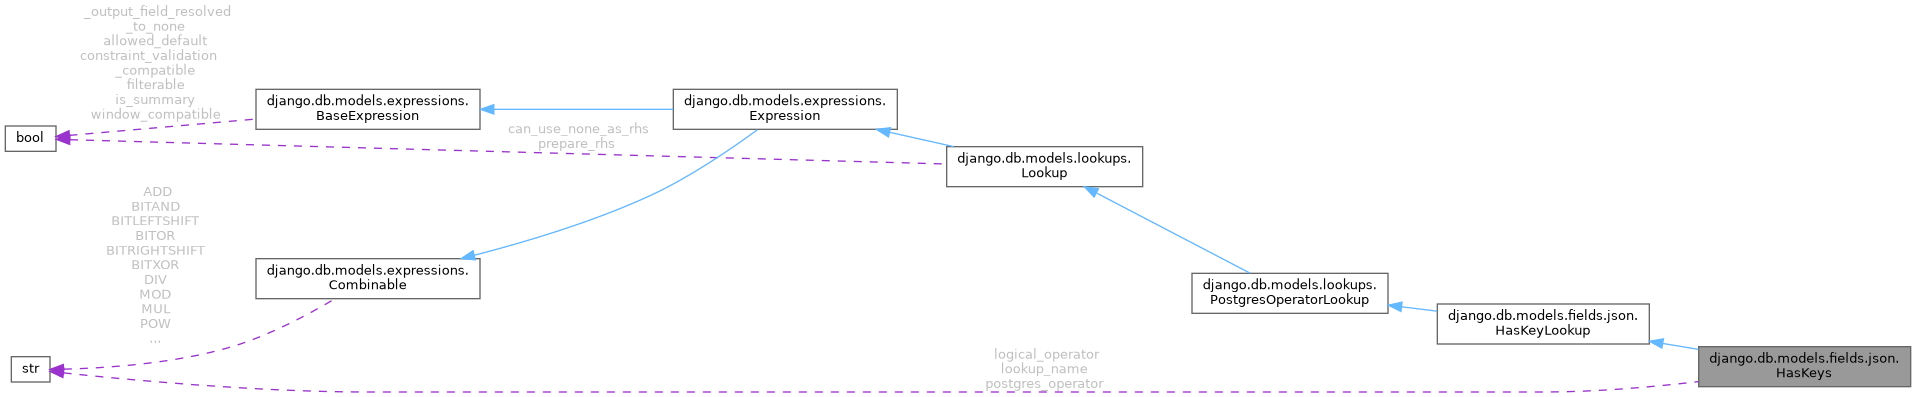 _output_field_resolved
_to_none
allowed_default
constraint_validation
_compatible
filterable
is_summary
window_compatible
django.db.models.expressions.
BaseExpression
django.db.models.expressions.
Expression
bool
can_use_none_as_rhs
prepare_rhs
django.db.models.lookups.
Lookup
ADD
BITAND
BITLEFTSHIFT
BITOR
BITRIGHTSHIFT
BITXOR
DIV
MOD
MUL
POW
...
django.db.models.expressions.
Combinable
django.db.models.lookups.
PostgresOperatorLookup
django.db.models.fields.json.
HasKeyLookup
str
logical_operator
lookup_name
postgres_operator
django.db.models.fields.json.
HasKeys